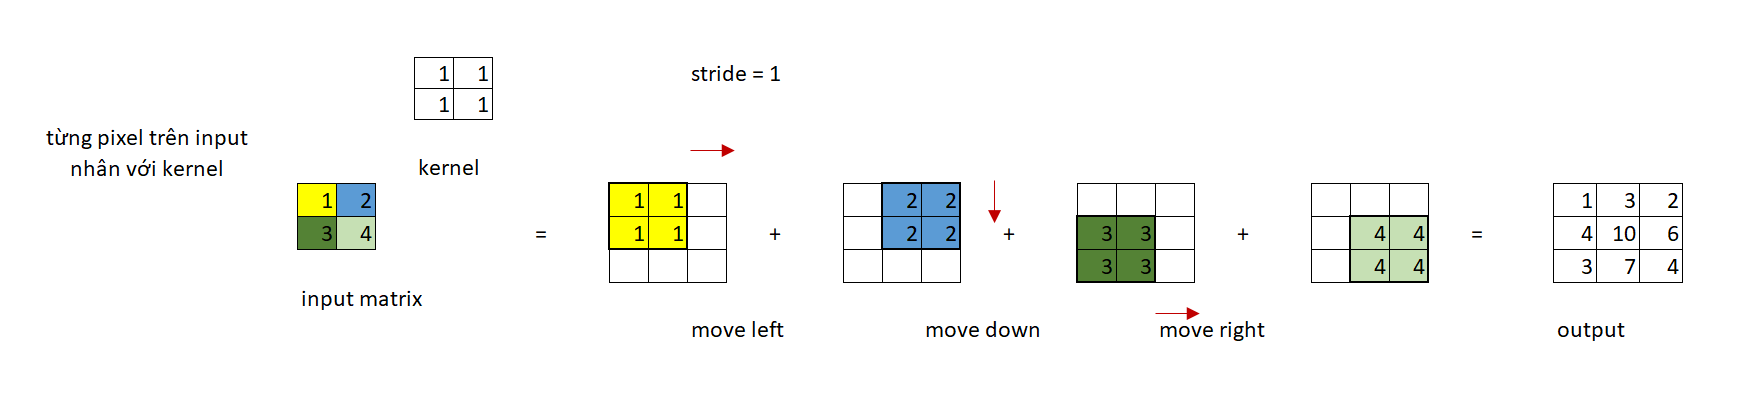 1 1
1 1
kernel
stride = 1
từng pixel trên input
nhân với kernel
1 2
3 4
input matrix
=
1 1
1 1
move left
+
2 2
2 2
move down
+
3 3
3 3
move right
+
4 4
4 4
=
1 3 2
4 10 6
3 7 4
output